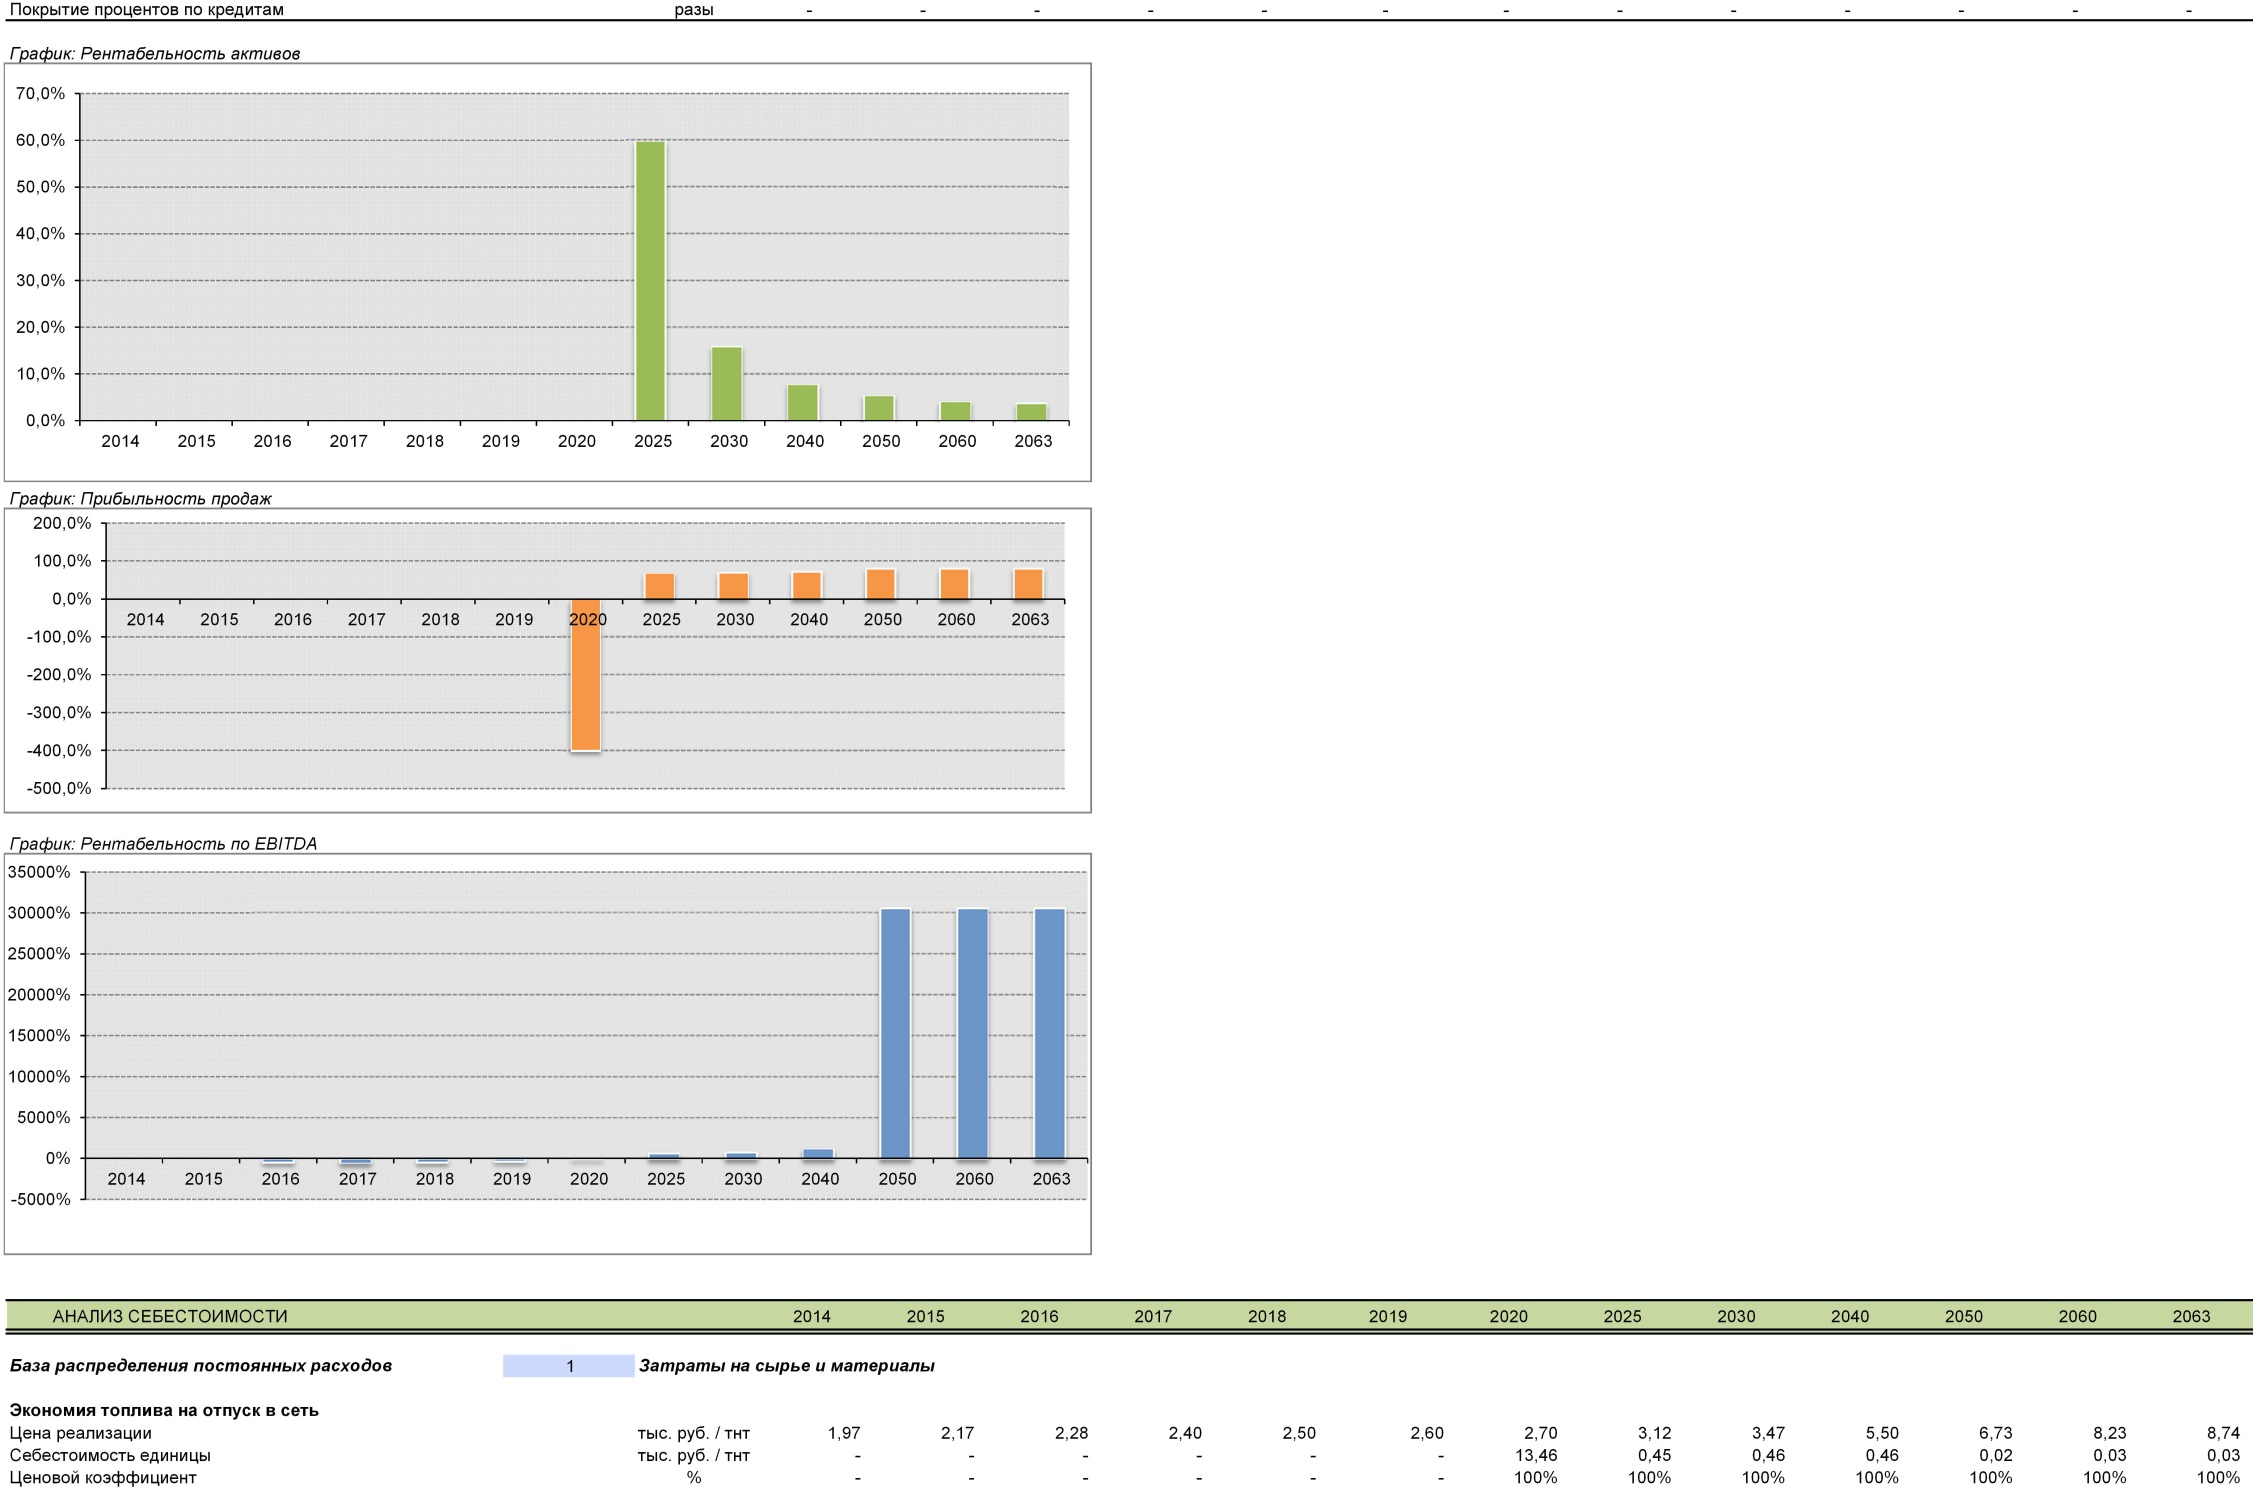 Покрытие процентов по кредитам разы - - - - - - - - - - - - -
График: Рентабельность активов
70,0%
60,0%
50,0%
40,0%
30,0%
20,0%
10,0%
0,0%
2014 2015 2016 2017 2018 2019 2020 2025 2030 2040 2050 2060 2063
График: Прибыльность продаж
200,0%
100,0%
0,0%
2014 2015 2016 2017 2018 2019 2020 2025 2030 2040 2050 2060 2063
-100,0%
-200,0%
-300,0%
-400,0%
-500,0%
График: Рентабельность по EBITDA
35000%
30000%
25000%
20000%
15000%
10000%
5000%
0%
2014 2015 2016 2017 2018 2019 2020 2025 2030 2040 2050 2060 2063
-5000%
АНАЛИЗ СЕБЕСТОИМОСТИ 2014 2015 2016 2017 2018 2019 2020 2025 2030 2040 2050 2060 2063
База распределения постоянных расходов 1 Затраты на сырье и материалы
Экономия топлива на отпуск в сеть
Цена реализации тыс. руб. / тнт 1,97 2,17 2,28 2,40 2,50 2,60 2,70 3,12 3,47 5,50 6,73 8,23 8,74
Себестоимость единицы тыс. руб. / тнт - - - - - - 13,46 0,45 0,46 0,46 0,02 0,03 0,03
Ценовой коэффициент % - - - - - - 100% 100% 100% 100% 100% 100% 100%